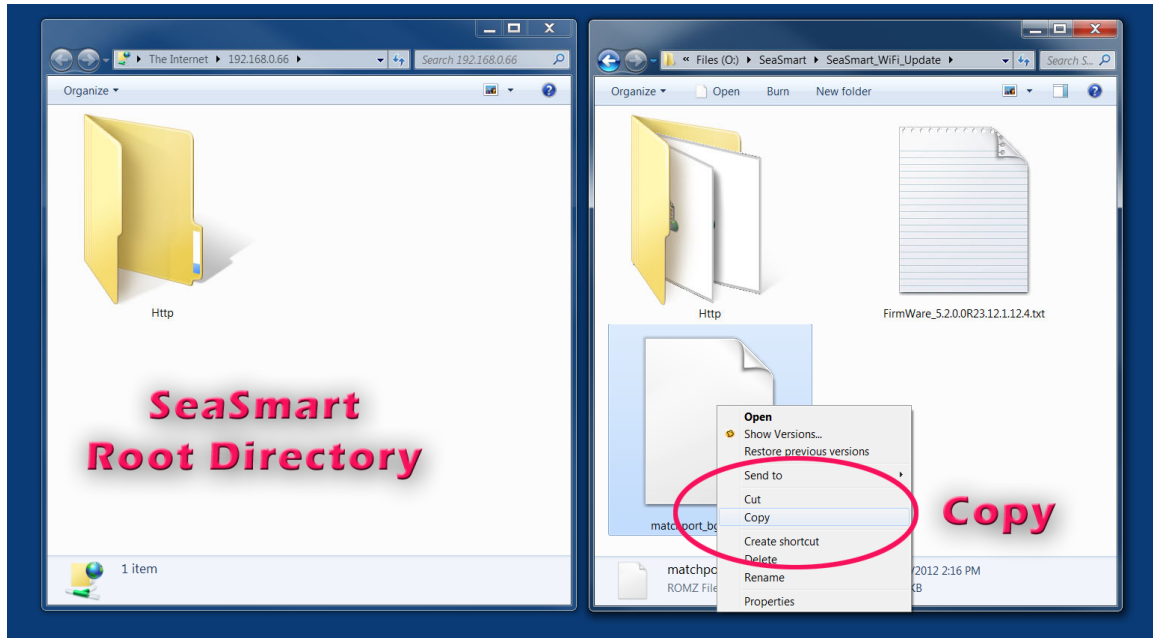 The Internet 192.168.0.66
Search 192.168.0.66
Organize
Http
SeaSmart
Root Directory
1 item
« Files (O:) SeaSmart SeaSmart_WiFi_Update
Search S...
Organize Open Burn New folder
Http
FirmWare_5.2.0.0R23.12.1.12.4.txt
Open
Show Versions...
Restore previous versions
Send to
Cut
Copy
Create shortcut
Delete
Rename
Properties
Copy
ROMZ File
2012 2:16 PM
KB